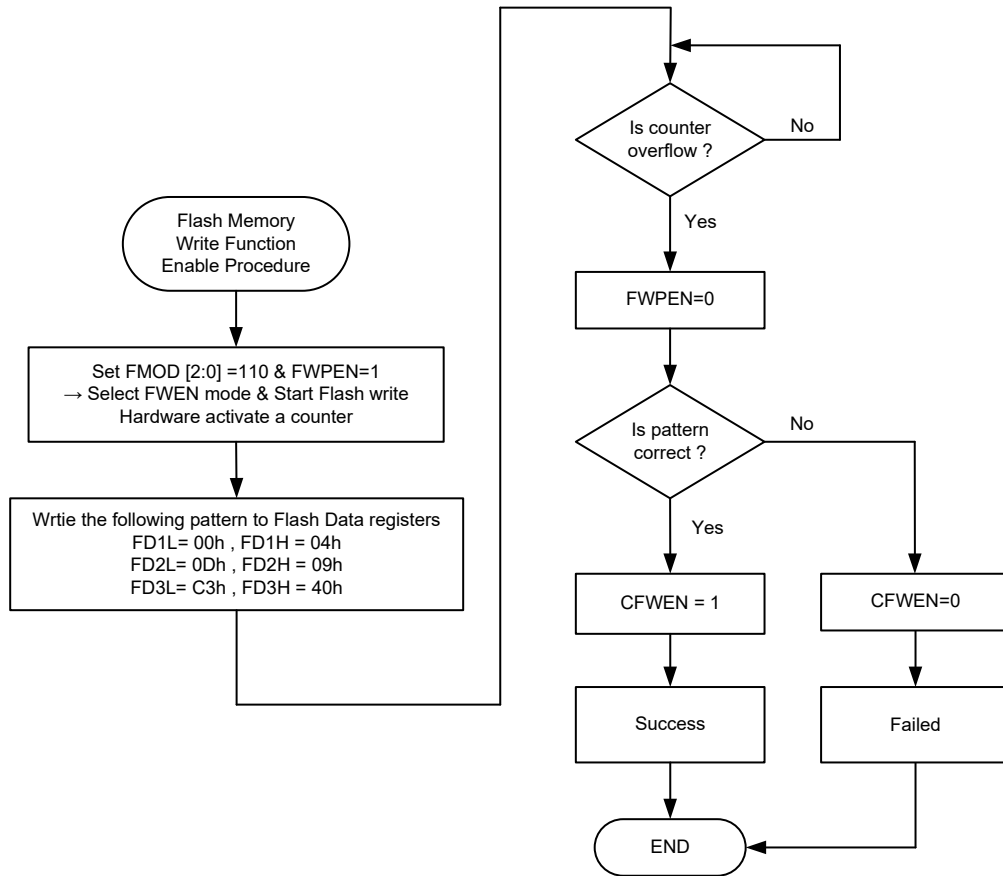 Flash Memory
Write Function
Enable Procedure
Set FMOD [2:0] =110 & FWPEN=1
→ Select FWEN mode & Start Flash write
Hardware activate a counter
Wrtie the following pattern to Flash Data registers
FD1L= 00h , FD1H = 04h
FD2L= 0Dh , FD2H = 09h
FD3L= C3h , FD3H = 40h
Is counter
overflow ?
No
Yes
FWPEN=0
Is pattern
correct ?
No
Yes
CFWEN = 1
CFWEN=0
Success
Failed
END